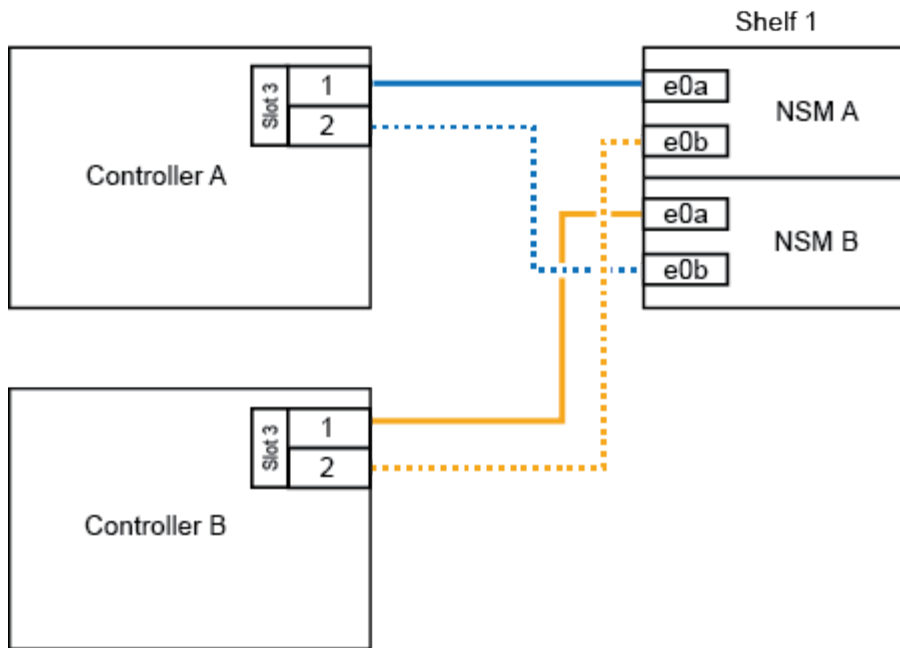 Shelf 1
Slot 3
1
2
Controller A
e0a
e0b
NSM A
e0a
e0b
NSM B
Slot 3
1
2
Controller B